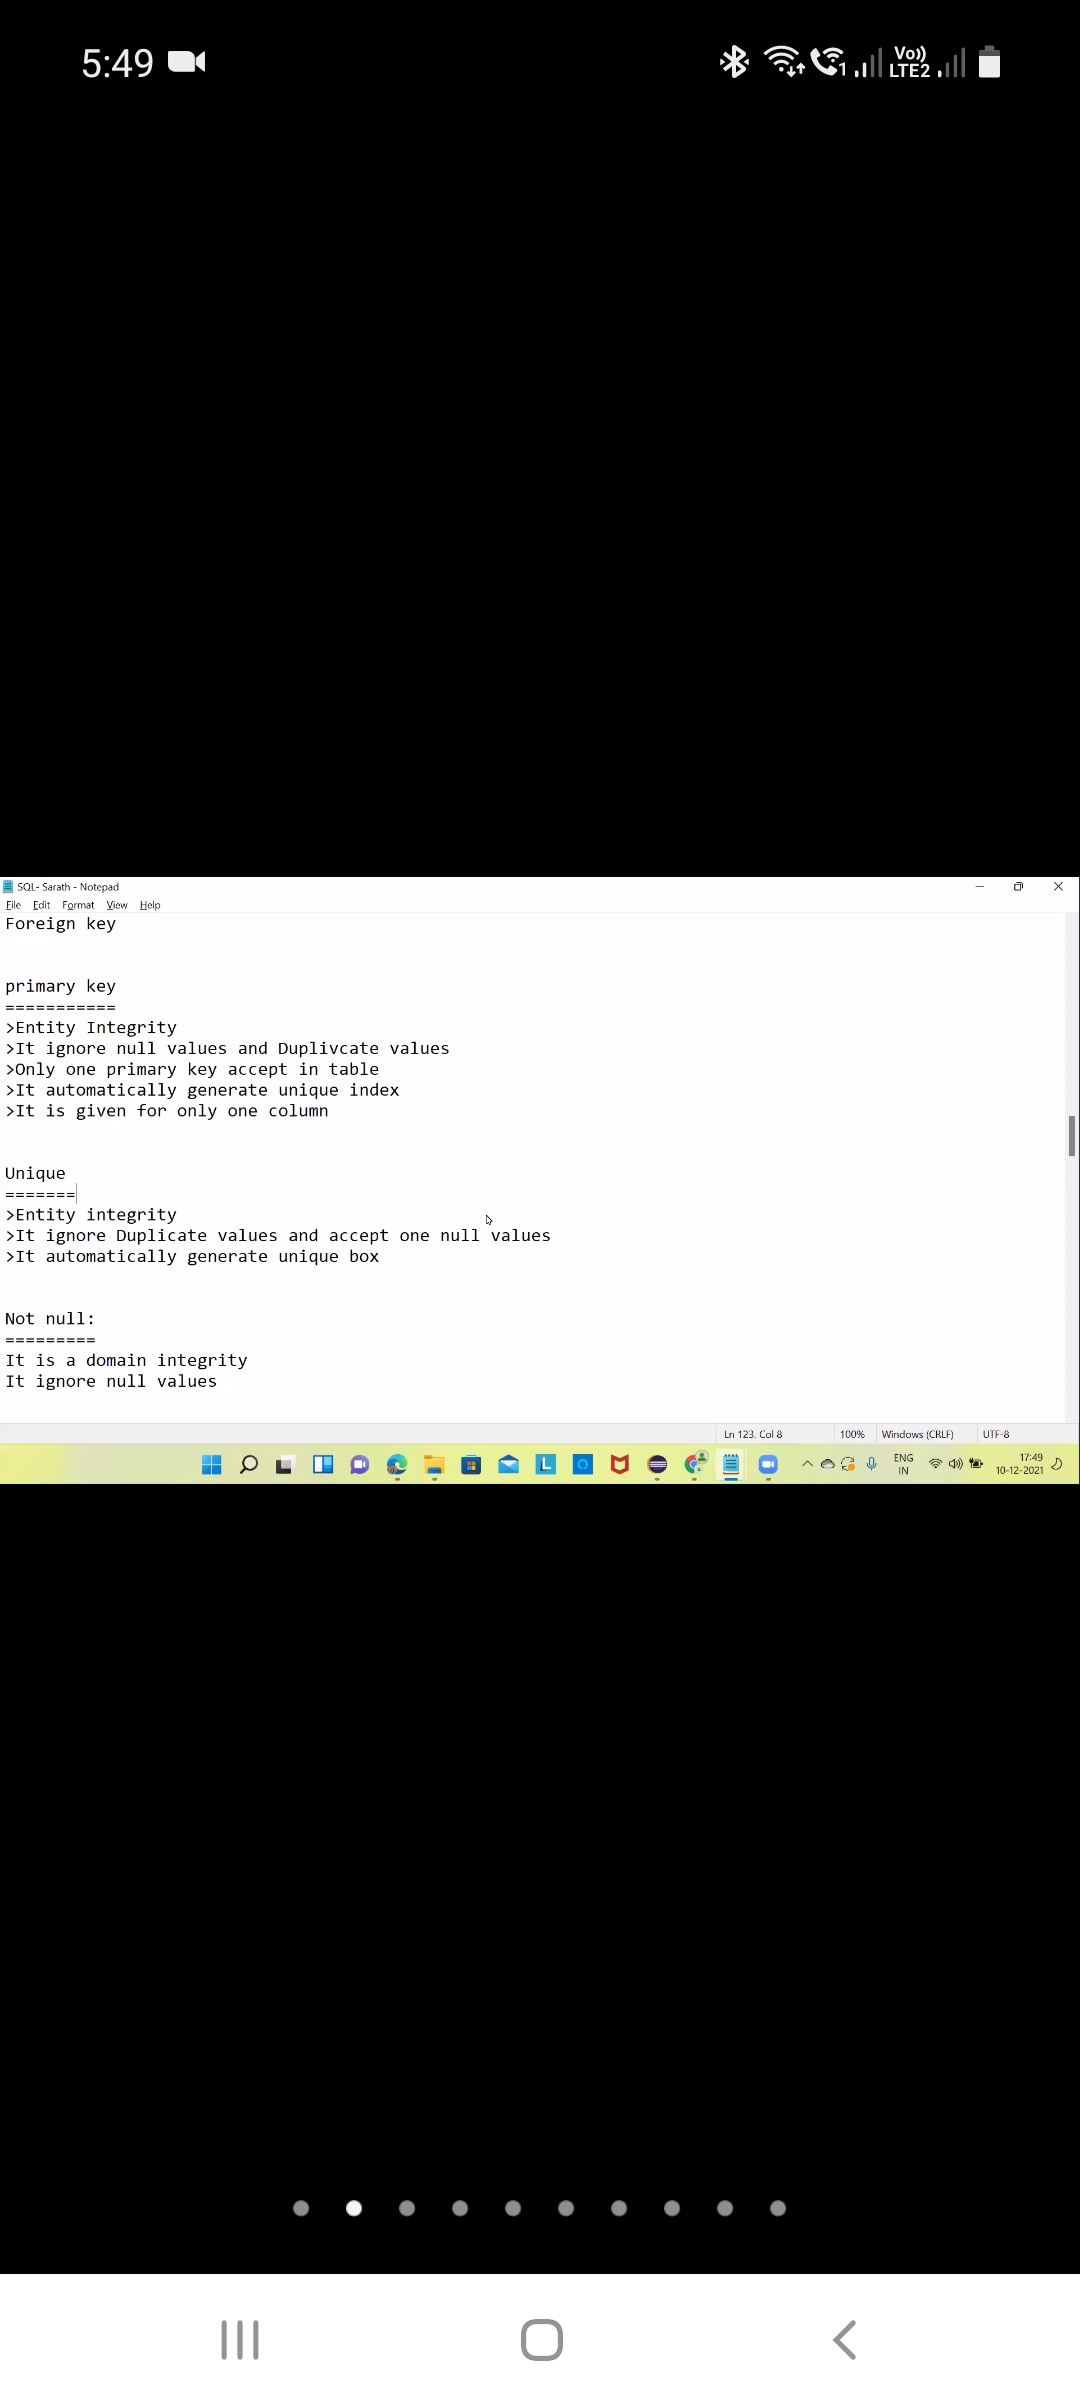 5:49
Vo))
LTE2
1
SQL- Sarath - Notepad
File Edit Format View Help
Foreign key
primary key
===========
>Entity Integrity
>It ignore null values and Duplivcate values
>Only one primary key accept in table
>It automatically generate unique index
>It is given for only one column
Unique
=======
>Entity integrity
>It ignore Duplicate values and accept one null values
>It automatically generate unique box
Not null:
=========
It is a domain integrity
It ignore null values
Ln 123, Col 8 100% Windows (CRLF) UTF-8
L
ENG
IN
17:49
10-12-2021